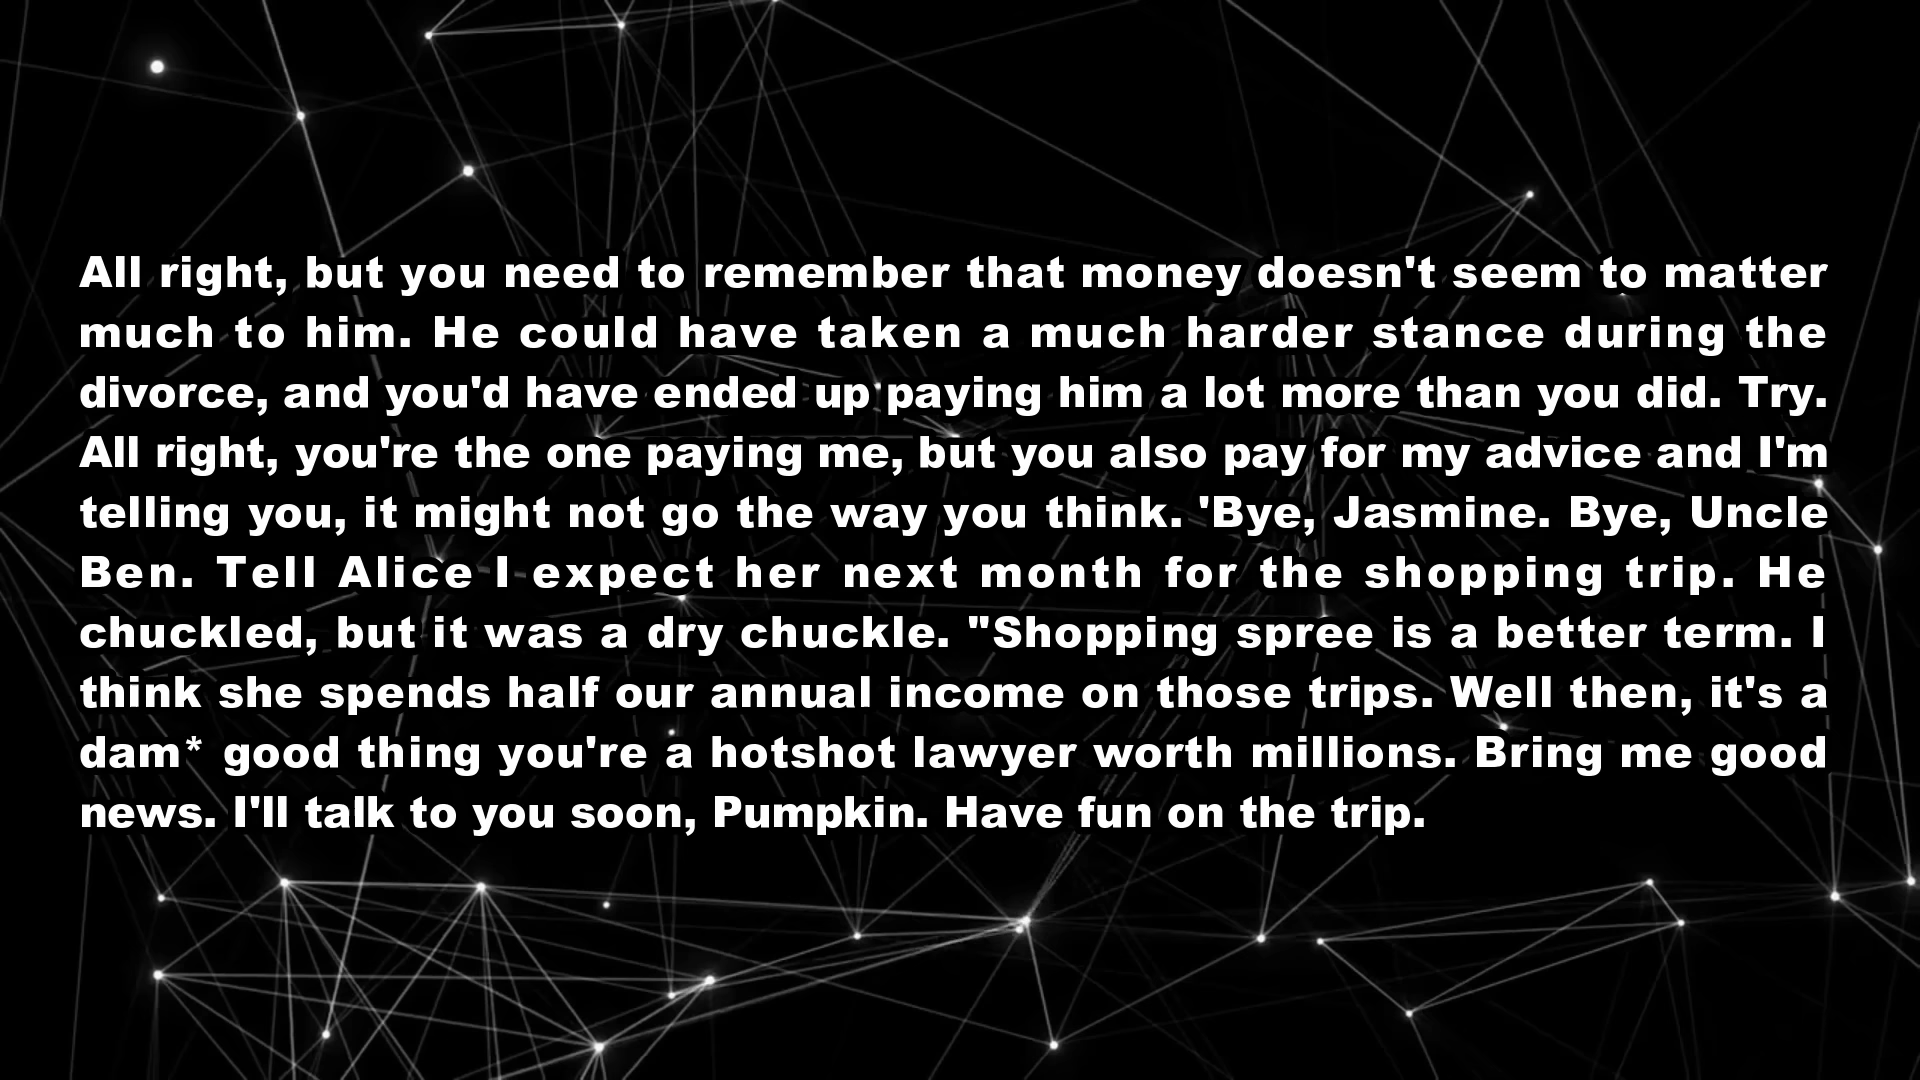 All right, but you need to remember that money doesn't seem to matter
much to him. He could have taken a much harder stance during the
divorce, and you'd have ended up paying him a lot more than you did. Try.
All right, you're the one paying me, but you also pay for my advice and I'm
telling you, it might not go the way you think. 'Bye, Jasmine. Bye, Uncle
Ben. Tell Alice I expect her next month for the shopping trip. He
chuckled, but it was a dry chuckle. "Shopping spree is a better term. I
think she spends half our annual income on those trips. Well then, it's a
dam* good thing you're a hotshot lawyer worth millions. Bring me good
news. I'll talk to you soon, Pumpkin. Have fun on the trip.